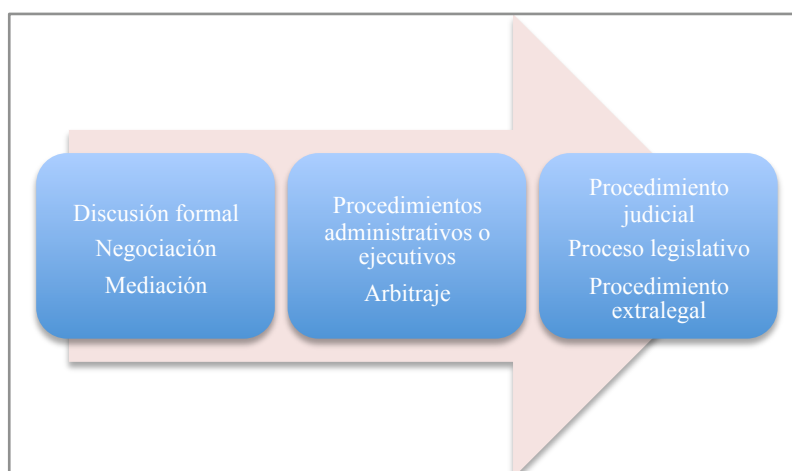 Discusión formal
Negociación
Mediación
Procedimientos
administrativos o
ejecutivos
Arbitraje
Procedimiento
judicial
Proceso legislativo
Procedimiento
extralegal